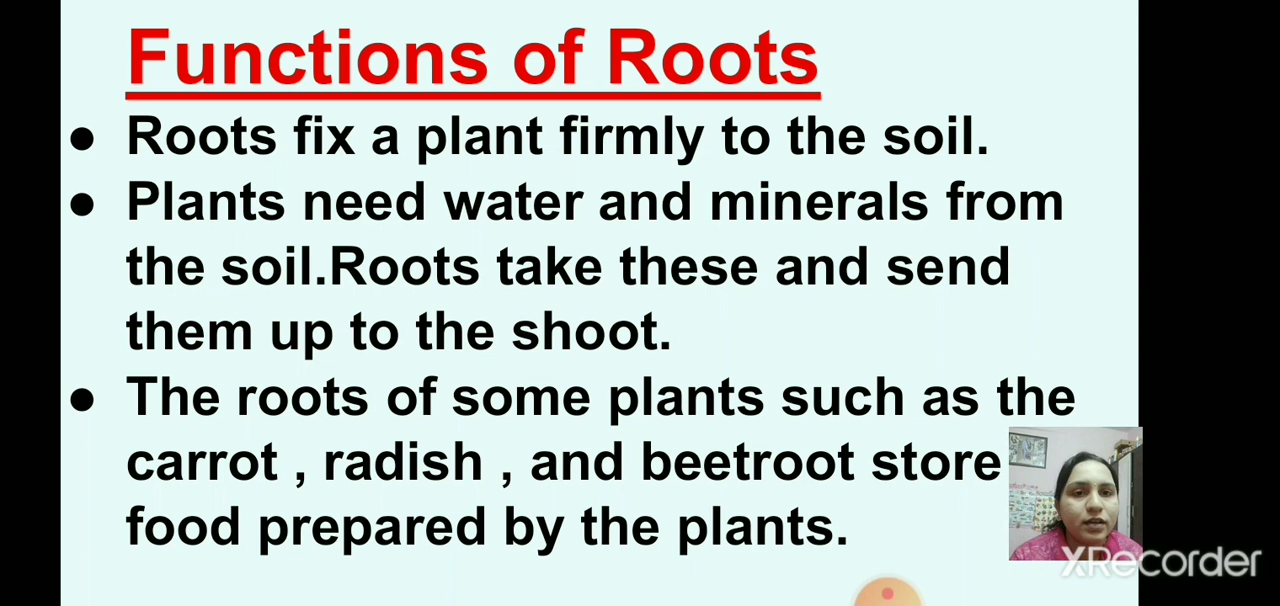 Functions of Roots
● Roots fix a plant firmly to the soil.
● Plants need water and minerals from
the soil.Roots take these and send
them up to the shoot.
● The roots of some plants such as the
carrot , radish , and beetroot store
food prepared by the plants.
XRecorder